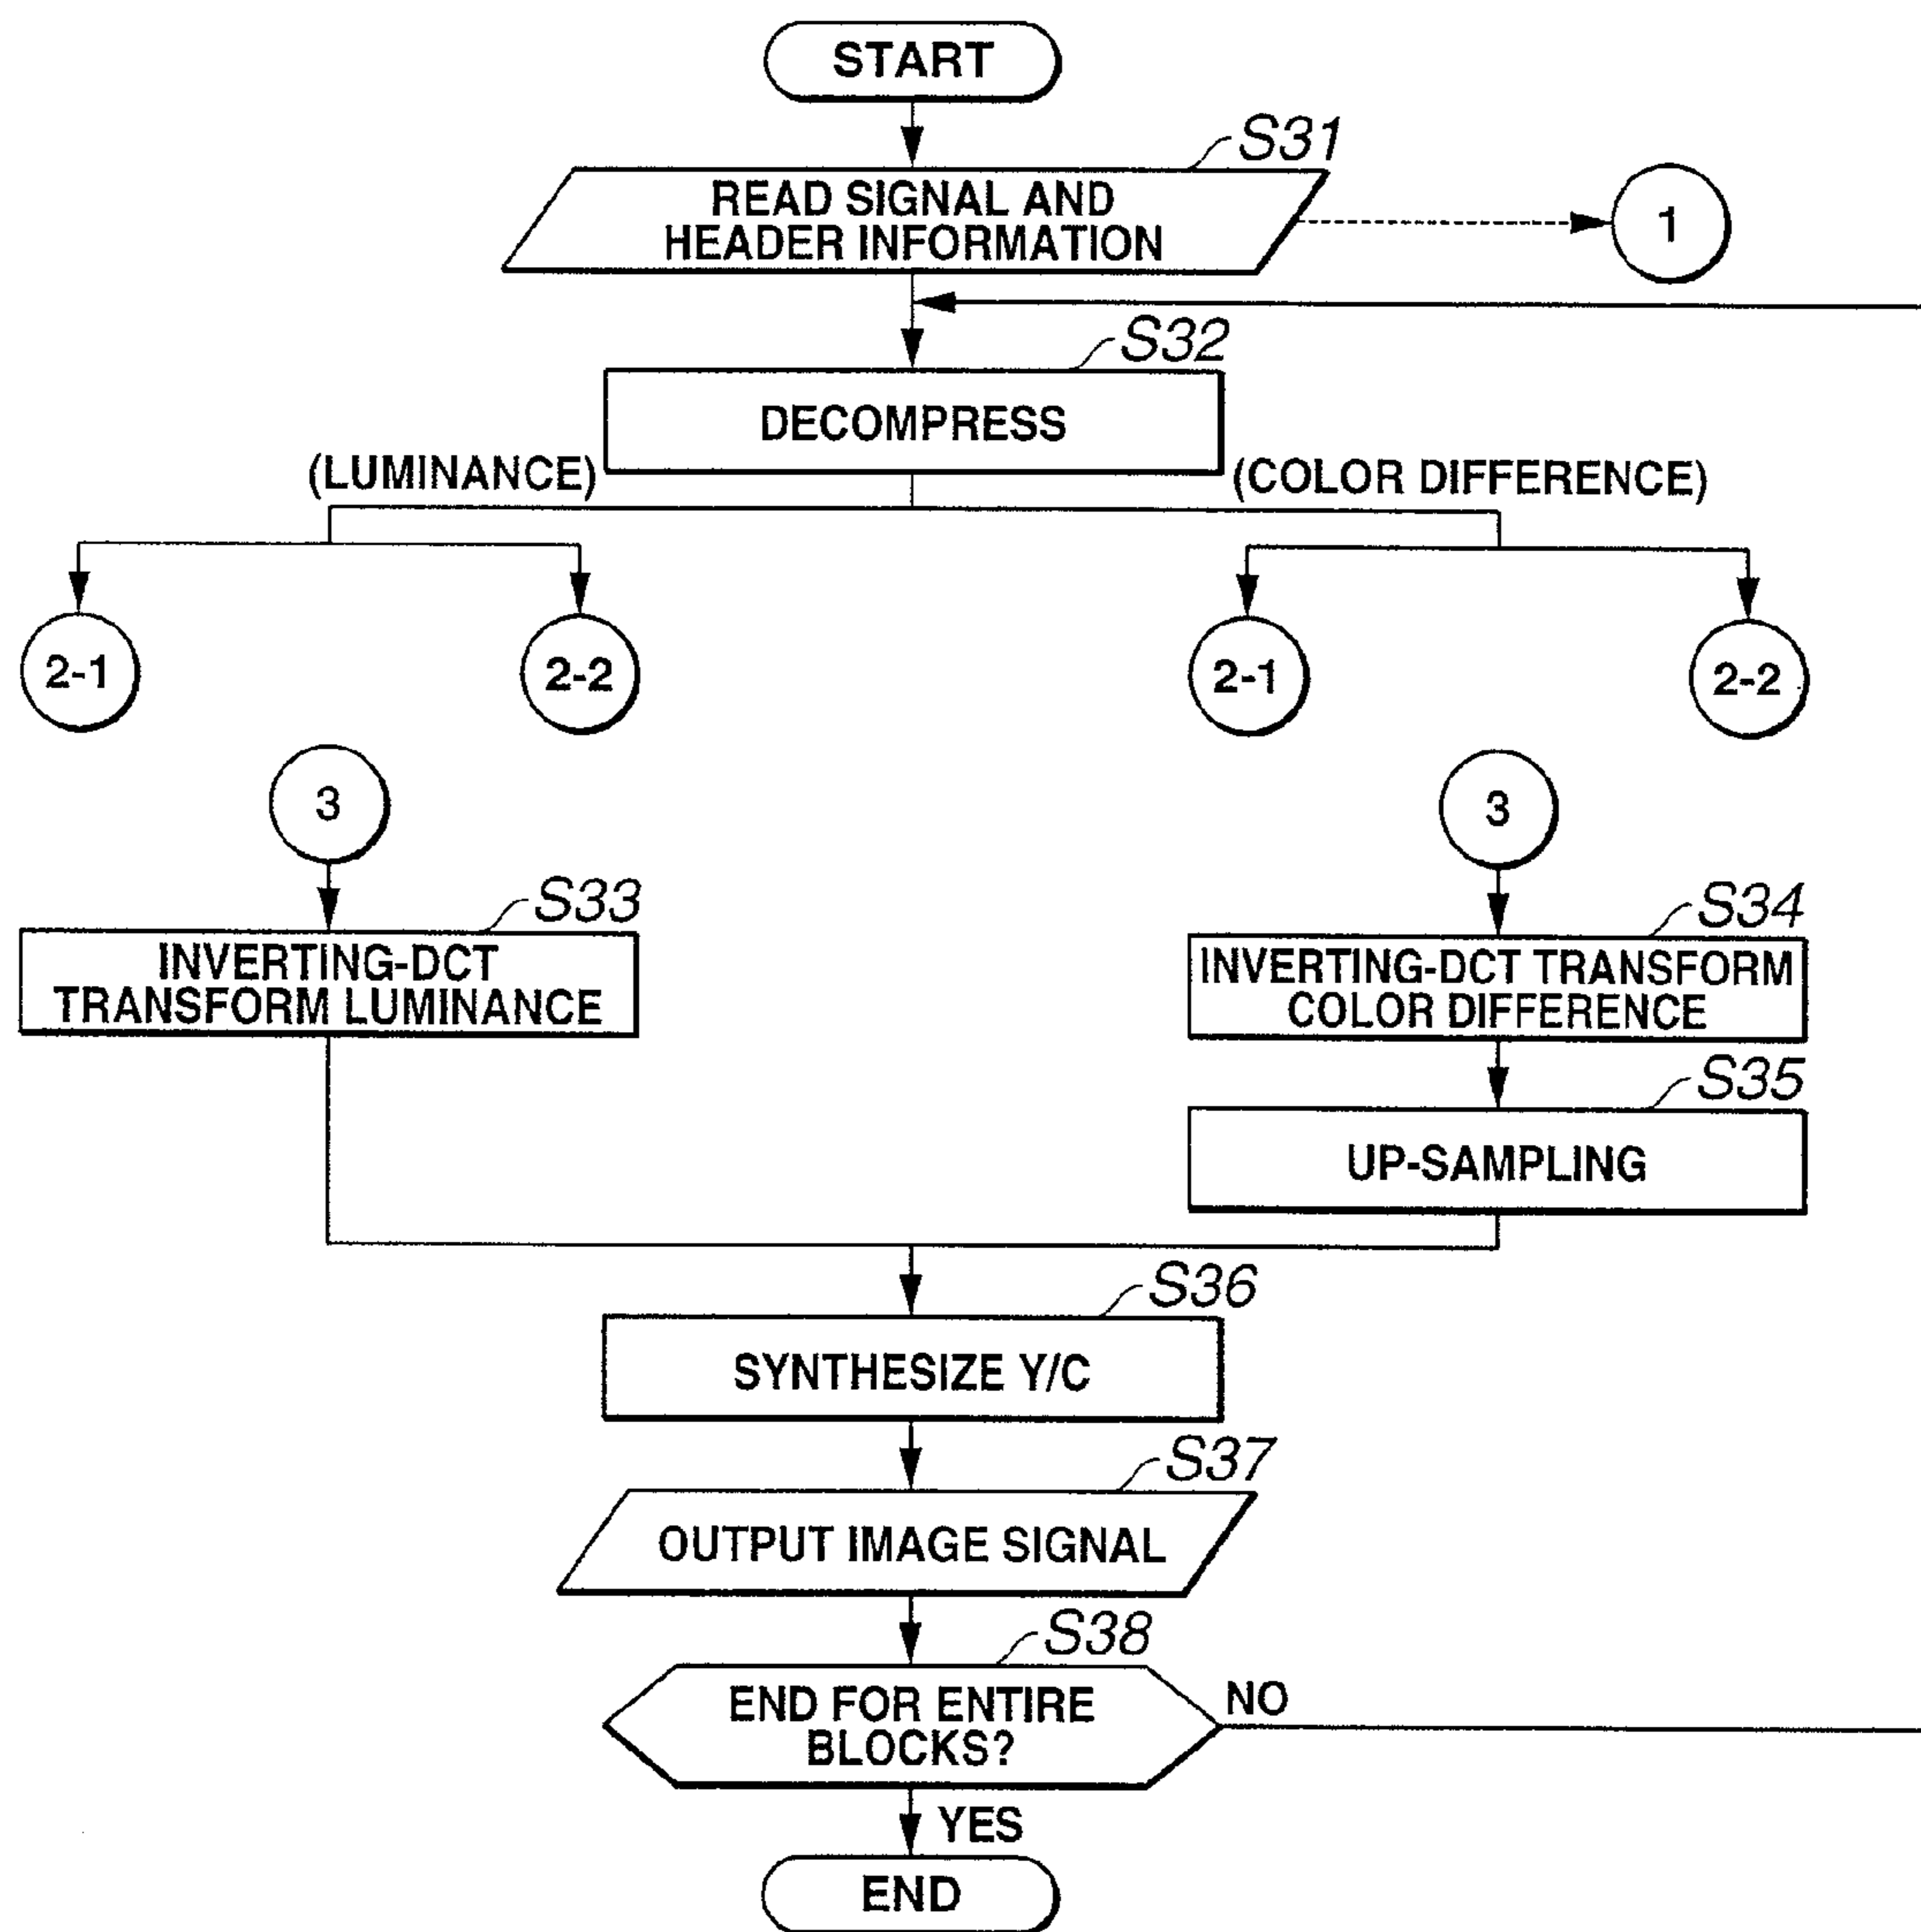 START
S31
READ SIGNAL AND
HEADER INFORMATION
1
S32
DECOMPRESS
(LUMINANCE)
(COLOR DIFFERENCE)
2-1
2-2
2-1
2-2
3
3
S33
INVERTING-DCT
TRANSFORM LUMINANCE
S34
INVERTING-DCT TRANSFORM
COLOR DIFFERENCE
S35
UP-SAMPLING
S36
SYNTHESIZE Y/C
S37
OUTPUT IMAGE SIGNAL
S38
END FOR ENTIRE
BLOCKS?
NO
YES
END